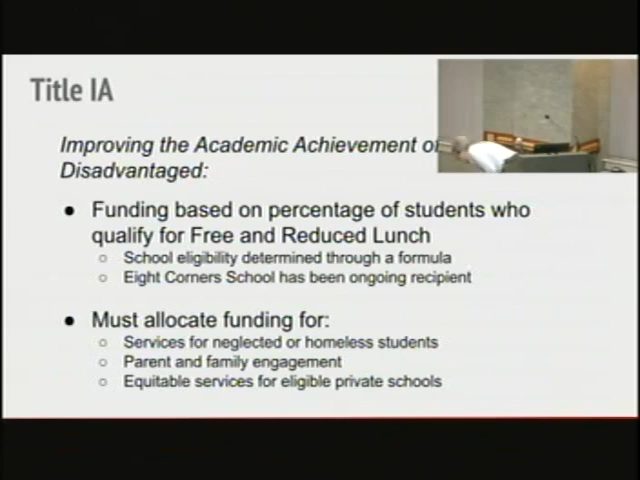 Title IA
Improving the Academic Achievement of
Disadvantaged:
● Funding based on percentage of students who
qualify for Free and Reduced Lunch
○ School eligibility determined through a formula
○ Eight Corners School has been ongoing recipient
● Must allocate funding for:
○ Services for neglected or homeless students
○ Parent and family engagement
○ Equitable services for eligible private schools